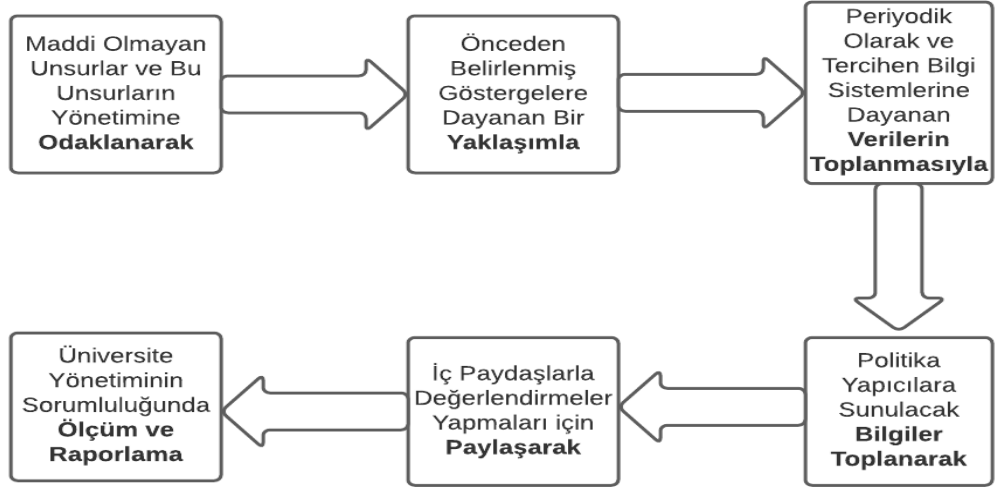 Maddi Olmayan
Unsurlar ve Bu
Unsurların
Yönetimine
Odaklanarak
Önceden
Belirlenmiş
Göstergelere
Dayanan Bir
Yaklaşımla
Periyodik
Olarak ve
Tercihen Bilgi
Sistemlerine
Dayanan
Verilerin
Toplanmasıyla
Politika
Yapıcılara
Sunulacak
Bilgiler
Toplanarak
İç Paydaşlarla
Değerlendirmeler
Yapmaları için
Paylaşarak
Üniversite
Yönetiminin
Sorumluluğunda
Ölçüm ve
Raporlama